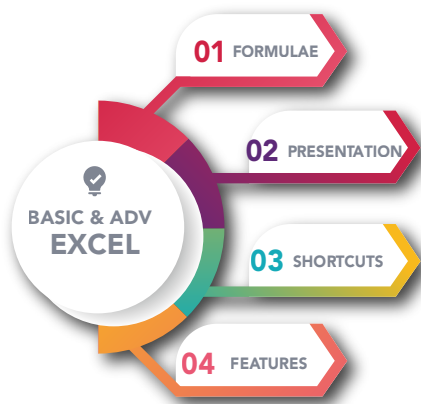 01 FORMULAE
02 PRESENTATION
BASIC & ADV
EXCEL
03 SHORTCUTS
04 FEATURES